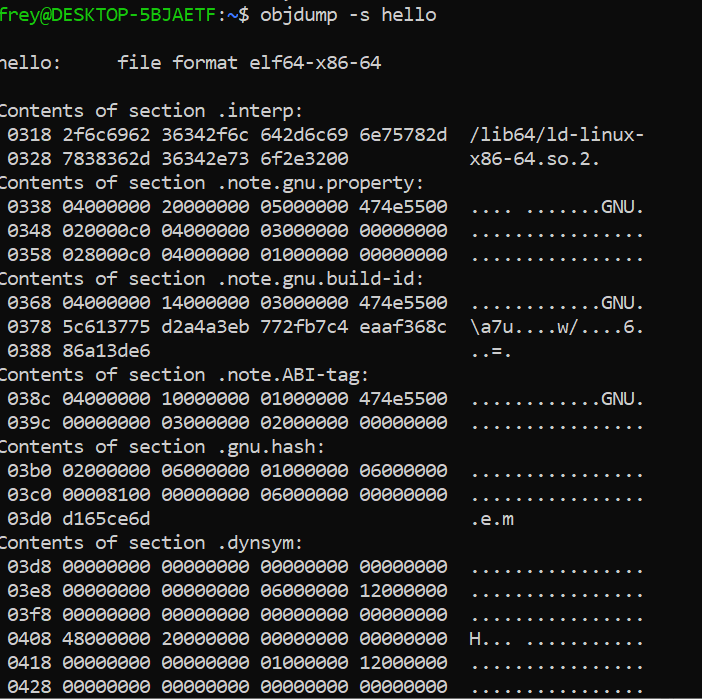 frey@DESKTOP-5BJAETF:~$ objdump -s hello

hello:     file format elf64-x86-64

Contents of section .interp:
 0318 2f6c6962 36342f6c 642d6c69 6e75782d  /lib64/ld-linux-
 0328 7838362d 36342e73 6f2e3200           x86-64.so.2.
Contents of section .note.gnu.property:
 0338 04000000 20000000 05000000 474e5500  .... .......GNU.
 0348 020000c0 04000000 03000000 00000000  ................
 0358 028000c0 04000000 01000000 00000000  ................
Contents of section .note.gnu.build-id:
 0368 04000000 14000000 03000000 474e5500  ............GNU.
 0378 5c613775 d2a4a3eb 772fb7c4 eaaf368c  \a7u....w/....6.
 0388 86a13de6                             ..=.
Contents of section .note.ABI-tag:
 038c 04000000 10000000 01000000 474e5500  ............GNU.
 039c 00000000 03000000 02000000 00000000  ................
Contents of section .gnu.hash:
 03b0 02000000 06000000 01000000 06000000  ................
 03c0 00008100 00000000 06000000 00000000  ................
 03d0 d165ce6d                             .e.m
Contents of section .dynsym:
 03d8 00000000 00000000 00000000 00000000  ................
 03e8 00000000 00000000 06000000 12000000  ................
 03f8 00000000 00000000 00000000 00000000  ................
 0408 48000000 20000000 00000000 00000000  H... ...........
 0418 00000000 00000000 01000000 12000000  ................
 0428 00000000 00000000 00000000 00000000  ................